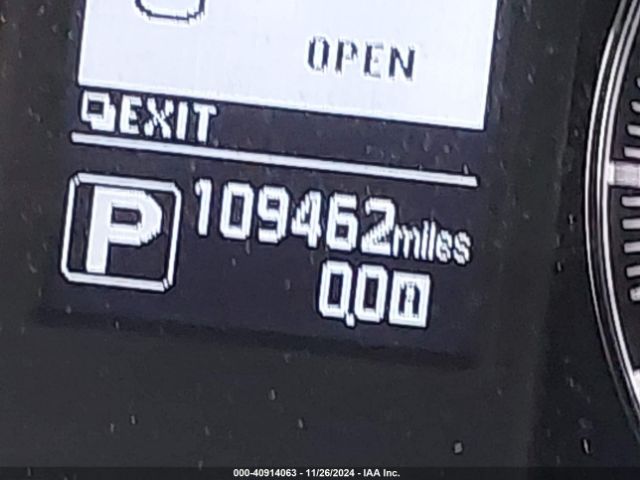 OPEN
EXIT
P 109462miles
0.0
000-40914063 - 11/26/2024 - IAA Inc.